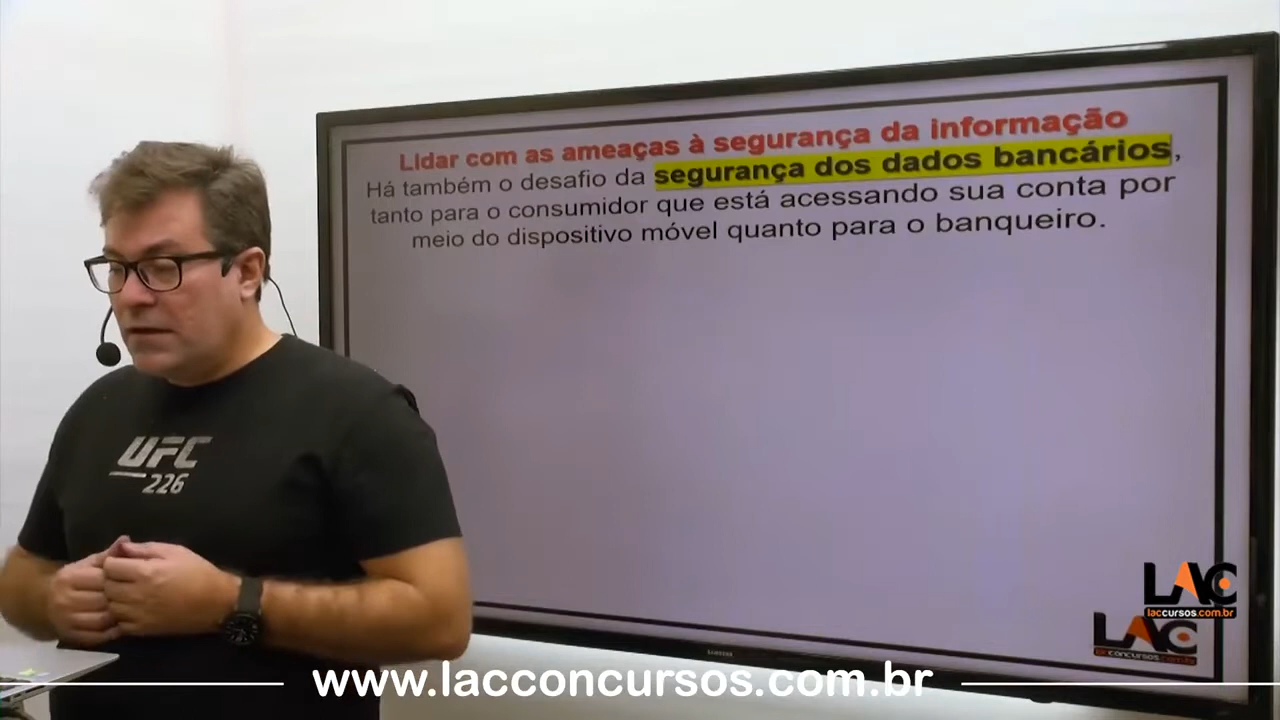 Lidar com as ameaças à segurança da informação
Há também o desafio da segurança dos dados bancários,
tanto para o consumidor que está acessando sua conta por
meio do dispositivo móvel quanto para o banqueiro.
UFC
226
LAC
laccursos.com.br
LAC
SAMSUNG
www.lacconcursos.com.br